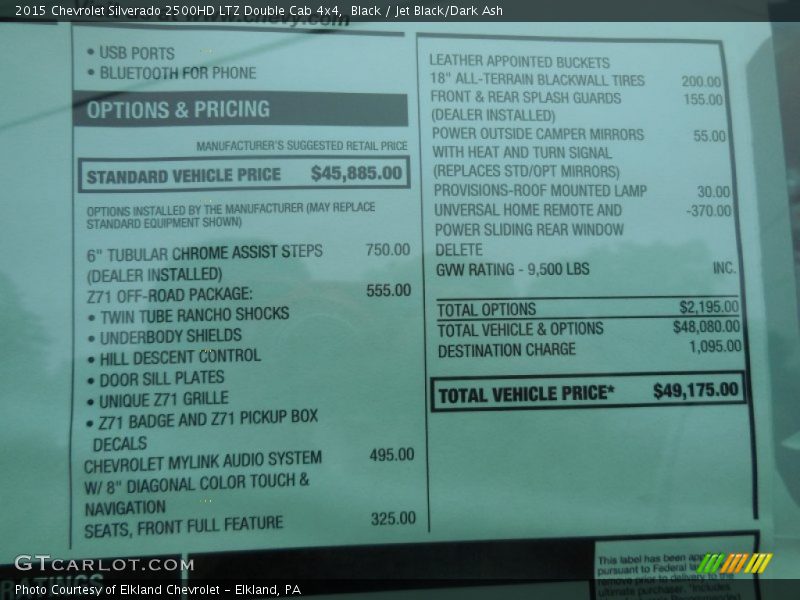 2015 Chevrolet Silverado 2500HD LTZ Double Cab 4x4, Black / Jet Black/Dark Ash
• USB PORTS
• BLUETOOTH FOR PHONE
OPTIONS & PRICING
MANUFACTURER'S SUGGESTED RETAIL PRICE
STANDARD VEHICLE PRICE $45,885.00
OPTIONS INSTALLED BY THE MANUFACTURER (MAY REPLACE
STANDARD EQUIPMENT SHOWN)
6" TUBULAR CHROME ASSIST STEPS 750.00
(DEALER INSTALLED)
Z71 OFF-ROAD PACKAGE: 555.00
• TWIN TUBE RANCHO SHOCKS
• UNDERBODY SHIELDS
• HILL DESCENT CONTROL
• DOOR SILL PLATES
• UNIQUE Z71 GRILLE
• Z71 BADGE AND Z71 PICKUP BOX
DECALS
CHEVROLET MYLINK AUDIO SYSTEM 495.00
W/ 8" DIAGONAL COLOR TOUCH &
NAVIGATION
SEATS, FRONT FULL FEATURE 325.00
LEATHER APPOINTED BUCKETS
18" ALL-TERRAIN BLACKWALL TIRES 200.00
FRONT & REAR SPLASH GUARDS 155.00
(DEALER INSTALLED)
POWER OUTSIDE CAMPER MIRRORS 55.00
WITH HEAT AND TURN SIGNAL
(REPLACES STD/OPT MIRRORS)
PROVISIONS-ROOF MOUNTED LAMP 30.00
UNVERSAL HOME REMOTE AND -370.00
POWER SLIDING REAR WINDOW
DELETE
GVW RATING - 9,500 LBS INC.
TOTAL OPTIONS $2,195.00
TOTAL VEHICLE & OPTIONS $48,080.00
DESTINATION CHARGE 1,095.00
TOTAL VEHICLE PRICE* $49,175.00
This label has been
pursuant to Federal
remove prior to delivery to the
ultimate purchaser.
GTCarlot.com
Photo Courtesy of Elkland Chevrolet - Elkland, PA